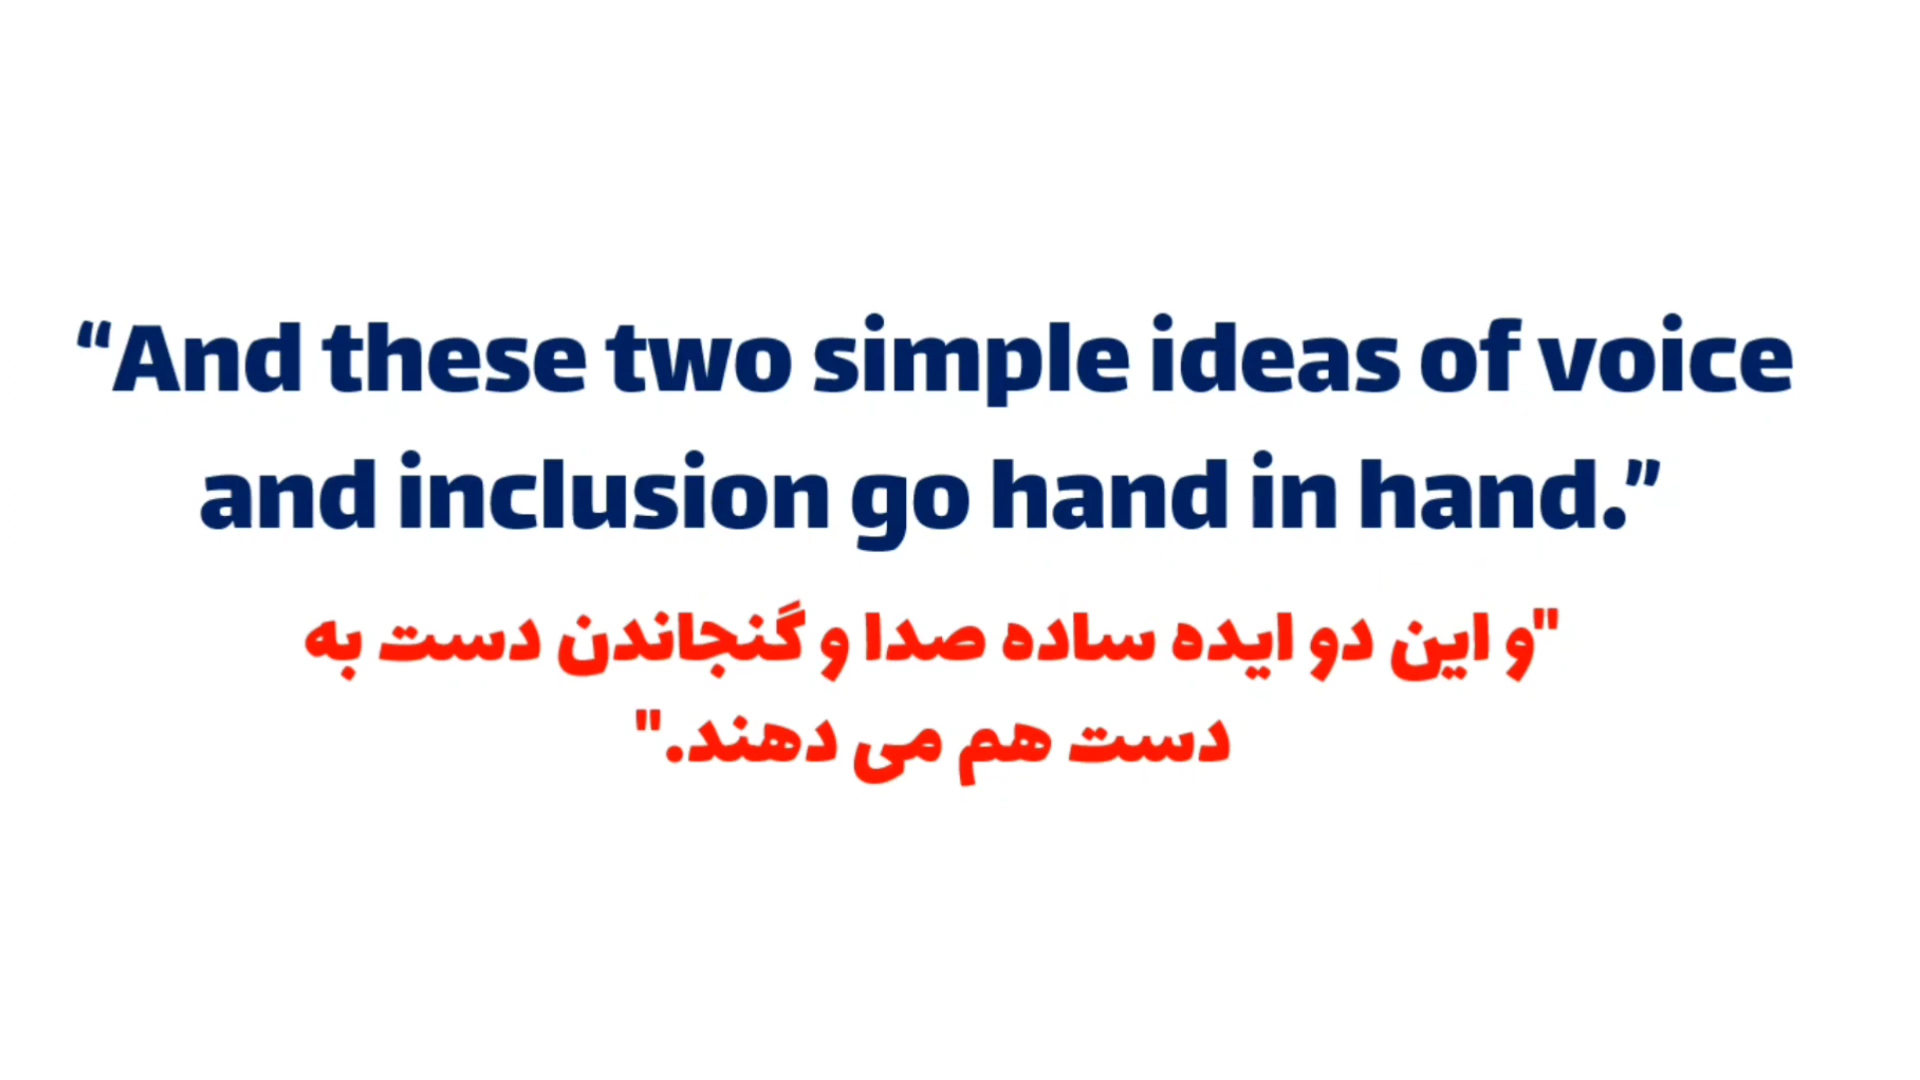 “And these two simple ideas of voice
and inclusion go hand in hand.”
"و این دو ایده ساده صدا و گنجاندن دست به
دست هم می دهند."